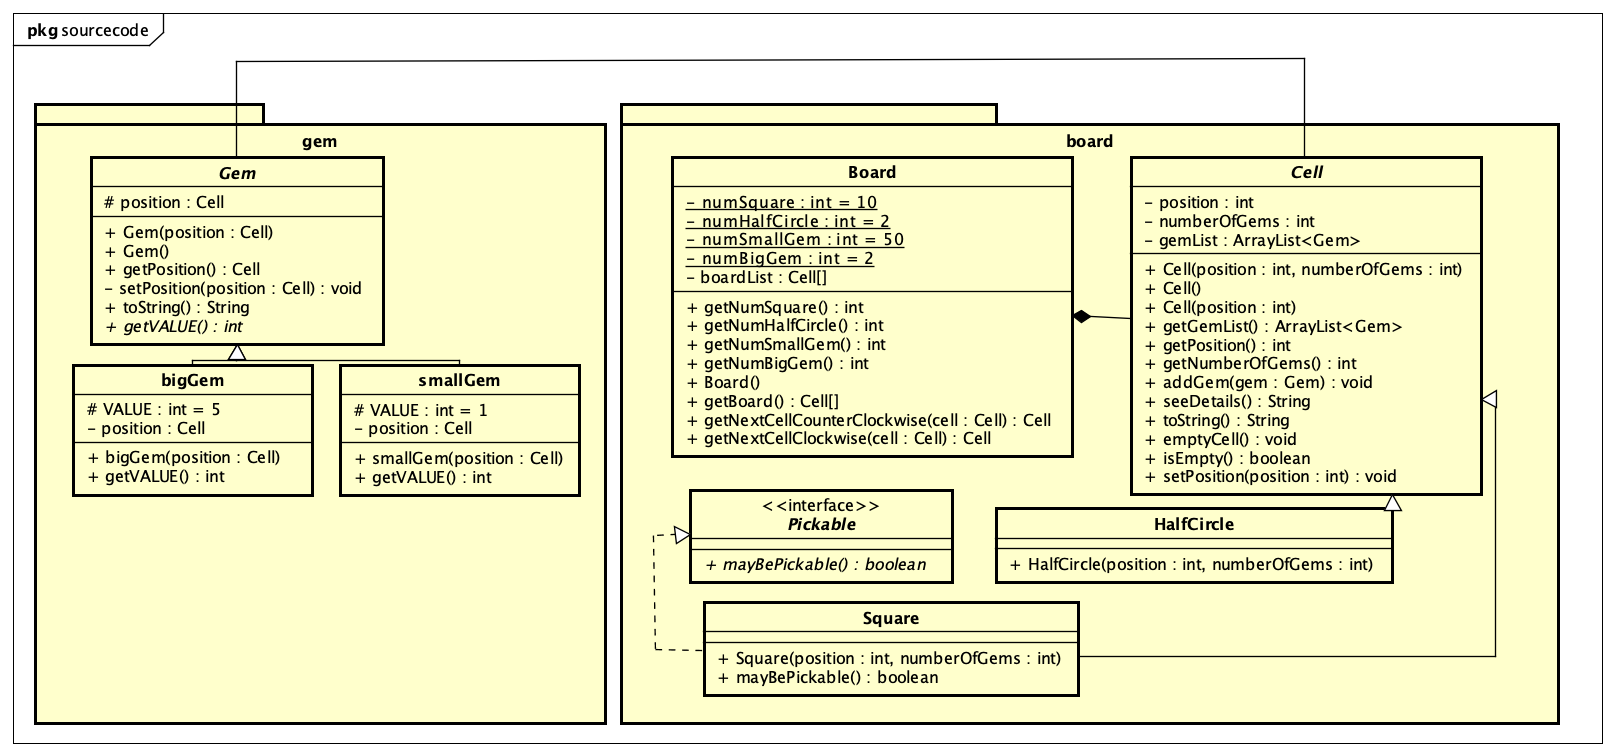 pkg sourcecode
gem
Gem
# position : Cell
+ Gem(position : Cell)
+ Gem()
+ getPosition() : Cell
- setPosition(position : Cell) : void
+ toString() : String
+ getVALUE() : int
bigGem
# VALUE : int = 5
- position : Cell
+ bigGem(position : Cell)
+ getVALUE() : int
smallGem
# VALUE : int = 1
- position : Cell
+ smallGem(position : Cell)
+ getVALUE() : int
board
Board
- numSquare : int = 10
- numHalfCircle : int = 2
- numSmallGem : int = 50
- numBigGem : int = 2
- boardList : Cell[]
+ getNumSquare() : int
+ getNumHalfCircle() : int
+ getNumSmallGem() : int
+ getNumBigGem() : int
+ Board()
+ getBoard() : Cell[]
+ getNextCellCounterClockwise(cell : Cell) : Cell
+ getNextCellClockwise(cell : Cell) : Cell
Cell
- position : int
- numberOfGems : int
- gemList : ArrayList<Gem>
+ Cell(position : int, numberOfGems : int)
+ Cell()
+ Cell(position : int)
+ getGemList() : ArrayList<Gem>
+ getPosition() : int
+ getNumberOfGems() : int
+ addGem(gem : Gem) : void
+ seeDetails() : String
+ toString() : String
+ emptyCell() : void
+ isEmpty() : boolean
+ setPosition(position : int) : void
<<interface>>
Pickable
+ mayBePickable() : boolean
HalfCircle
+ HalfCircle(position : int, numberOfGems : int)
Square
+ Square(position : int, numberOfGems : int)
+ mayBePickable() : boolean